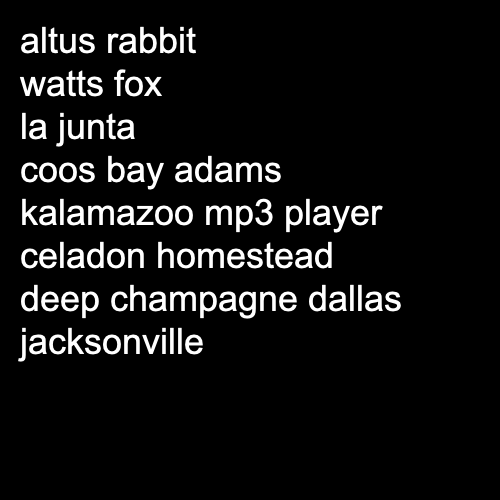 altus rabbit
watts fox
la junta
coos bay adams
kalamazoo mp3 player
celadon homestead
deep champagne dallas
jacksonville